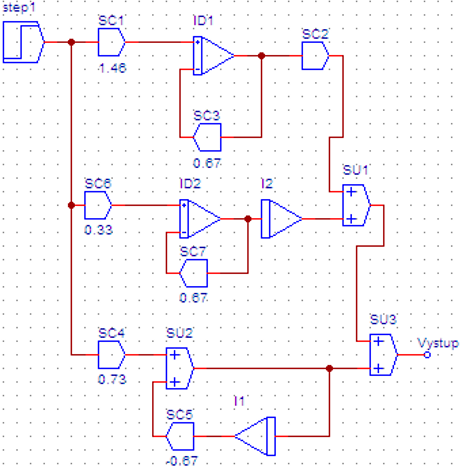 step1
SC1
1.46
ID1
SC2
SC3
0.67
SC6
0.33
ID2
I2
SU1
SC7
0.67
SC4
0.73
SU2
SU3
Vystup
I1
SC5
-0.67